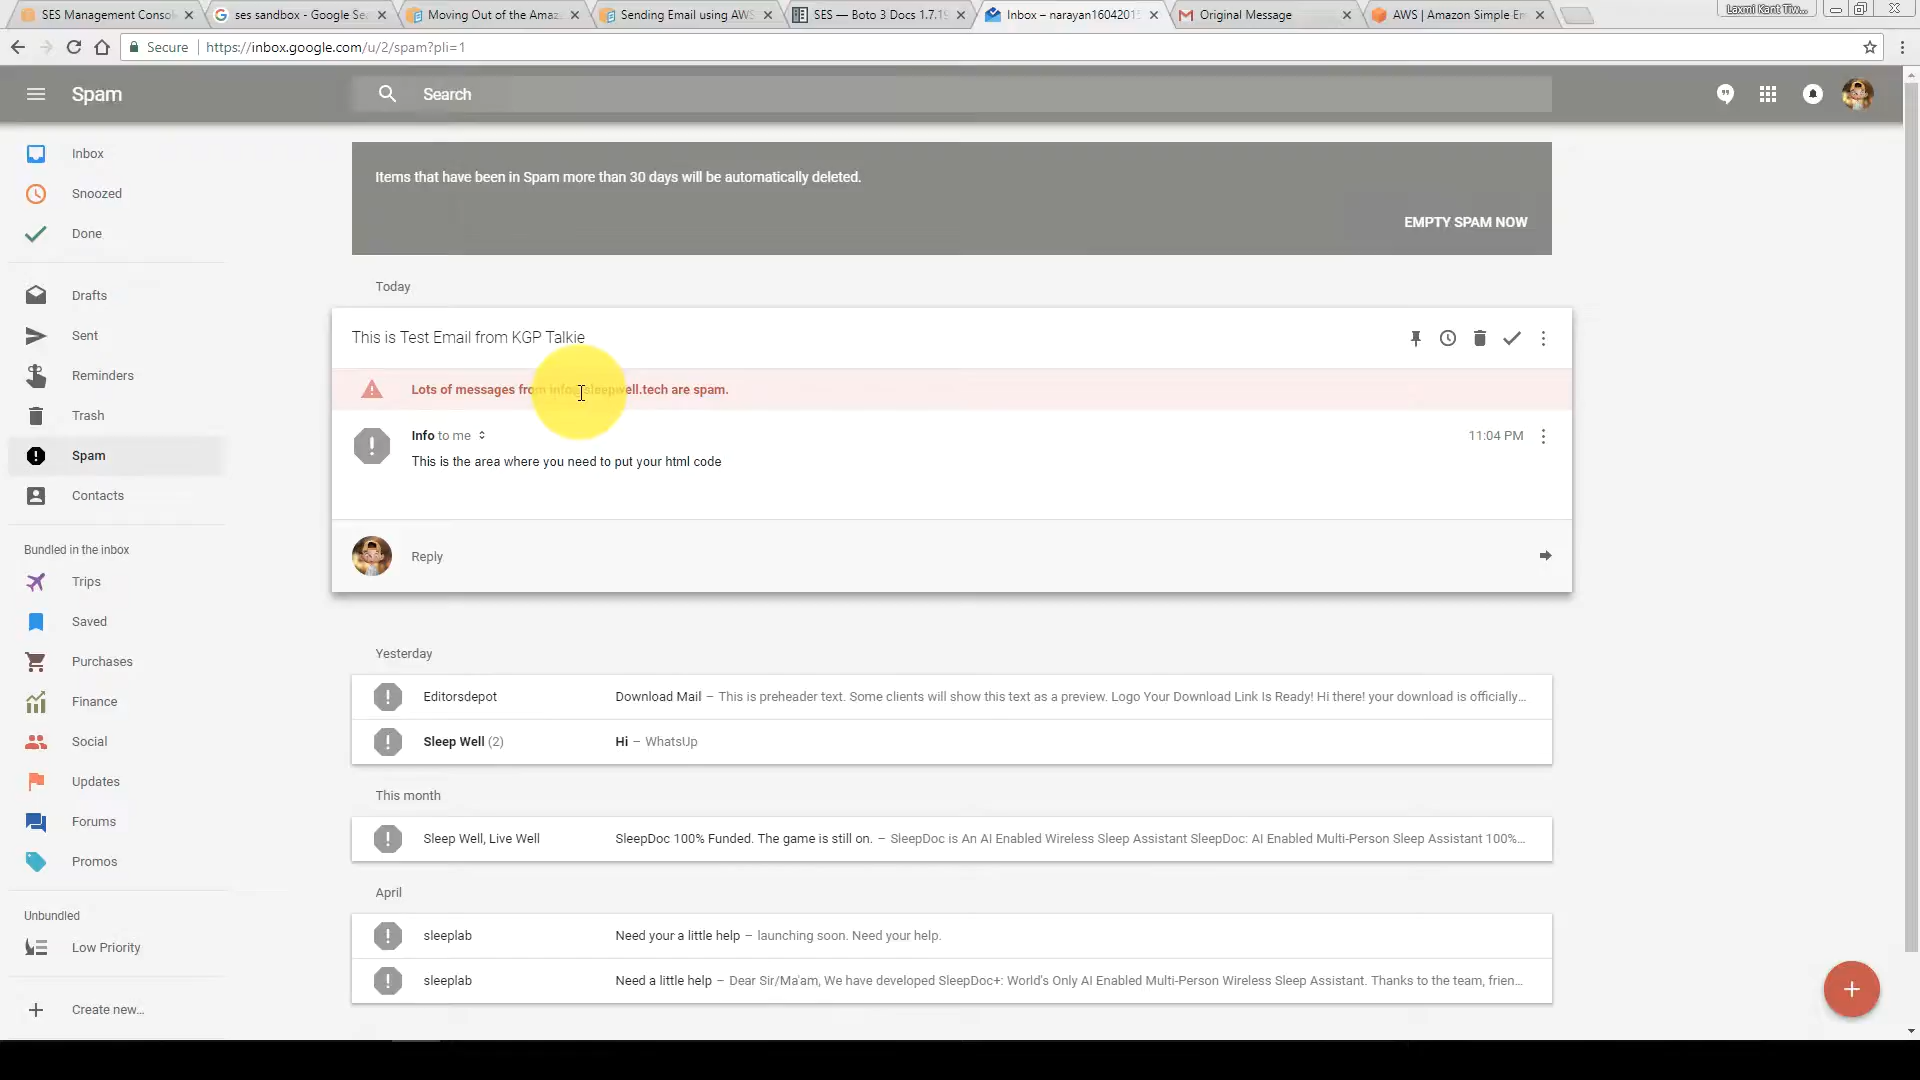 SES Management Consol
ses sandbox - Google Se
Moving Out of the Amaz
Sending Email using AWS
SES — Boto 3 Docs 1.7.19
Inbox – narayan1604201
Original Message
AWS | Amazon Simple Em
Laxmi Kant Tiw...
Secure
https://inbox.google.com/u/2/spam?pli=1
Spam
Search
Inbox
Snoozed
Done
Drafts
Sent
Reminders
Trash
Spam
Contacts
Bundled in the inbox
Trips
Saved
Purchases
Finance
Social
Updates
Forums
Promos
Unbundled
Low Priority
Create new...
Items that have been in Spam more than 30 days will be automatically deleted.
EMPTY SPAM NOW
Today
This is Test Email from KGP Talkie
Lots of messages from info@sleepwell.tech are spam.
Info to me
11:04 PM
This is the area where you need to put your html code
Reply
Yesterday
Editorsdepot
Download Mail – This is preheader text. Some clients will show this text as a preview. Logo Your Download Link Is Ready! Hi there! your download is officially...
Sleep Well (2)
Hi – WhatsUp
This month
Sleep Well, Live Well
SleepDoc 100% Funded. The game is still on. – SleepDoc is An AI Enabled Wireless Sleep Assistant SleepDoc: AI Enabled Multi-Person Sleep Assistant 100%...
April
sleeplab
Need your a little help – launching soon. Need your help.
sleeplab
Need a little help – Dear Sir/Ma'am, We have developed SleepDoc+: World's Only AI Enabled Multi-Person Wireless Sleep Assistant. Thanks to the team, frien...